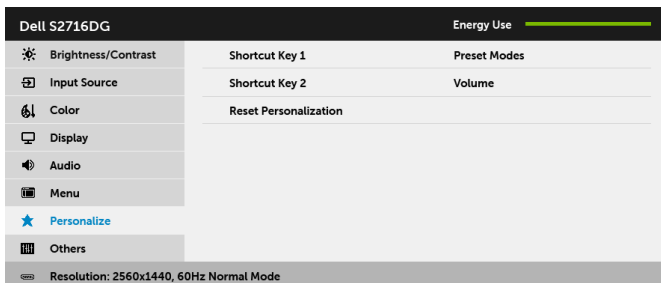 Dell S2716DG Energy Use
Brightness/Contrast Shortcut Key 1 Preset Modes
Input Source Shortcut Key 2 Volume
Color Reset Personalization
Display
Audio
Menu
Personalize
Others
Resolution: 2560x1440, 60Hz Normal Mode